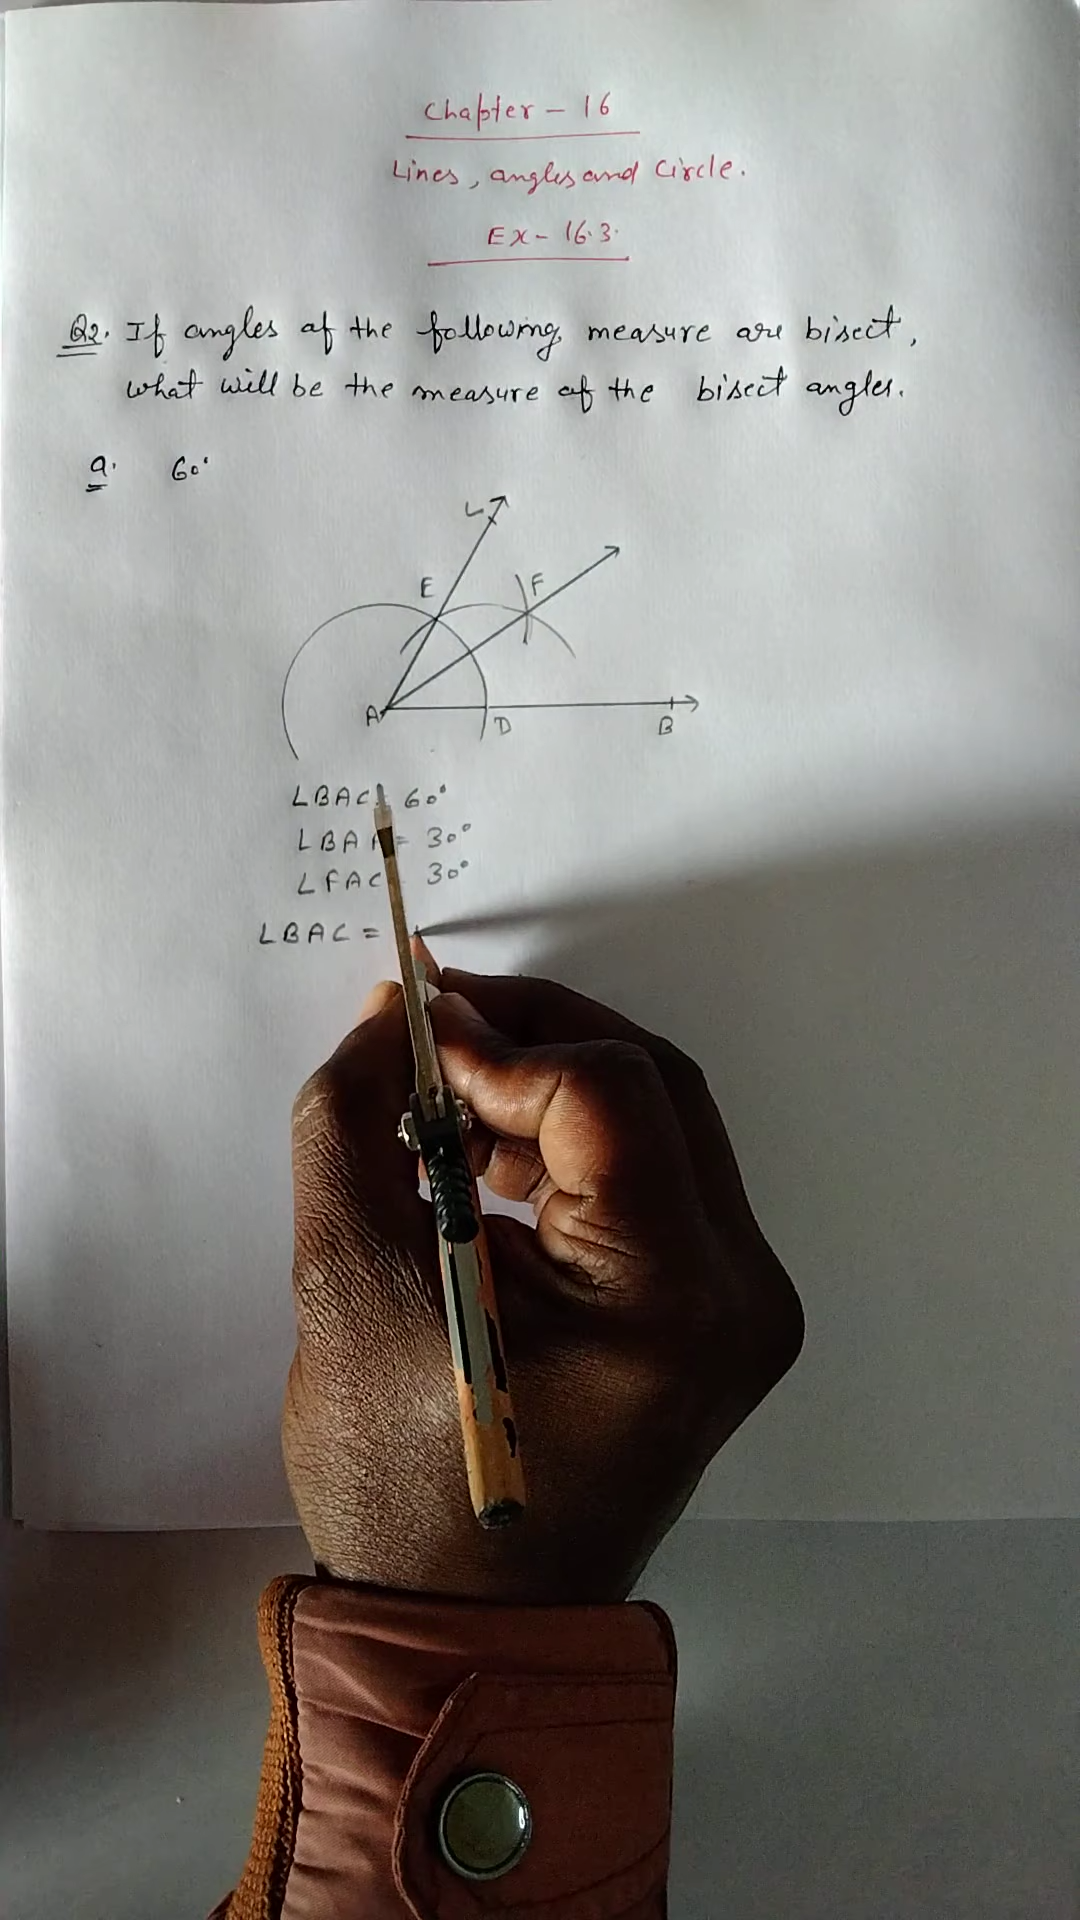 Chapter - 16
Lines, angles and Circle.
Ex - 16.3.
Q2. If angles of the following measure are bisect,
what will be the measure of the bisect angles.
a. 60°
L
E
F
A
D
B
∠BAC = 60°
∠BA = 30°
∠FAC 30°
∠BAC =